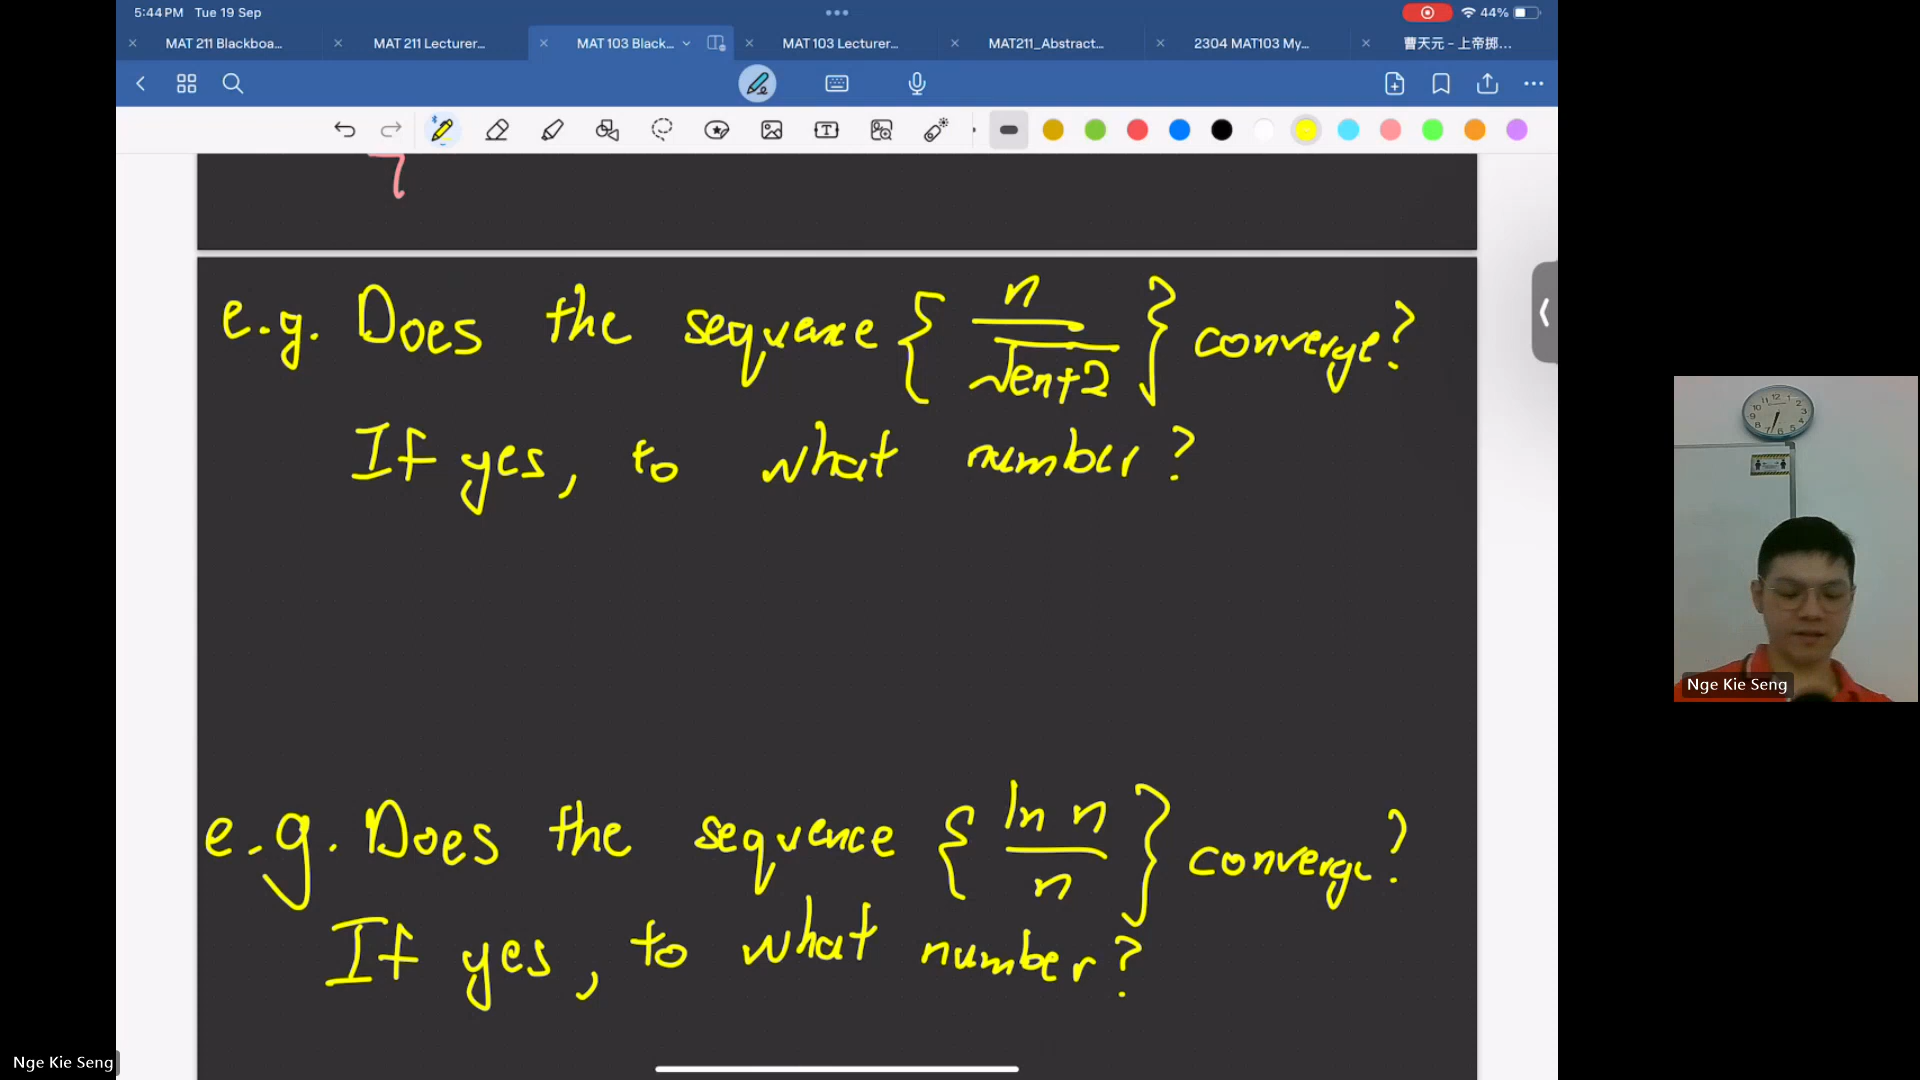 5:44 PM Tue 19 Sep
44%
MAT 211 Blackboa...
MAT 211 Lecturer...
MAT 103 Black...
MAT 103 Lecturer...
MAT211_Abstract...
2304 MAT103 My...
曹天元 – 上帝掷...
e.g. Does the sequence { n / √en+2 } converge?
If yes, to what number?
e.g. Does the sequence { ln n / n } converge?
If yes, to what number?
Nge Kie Seng
Nge Kie Seng